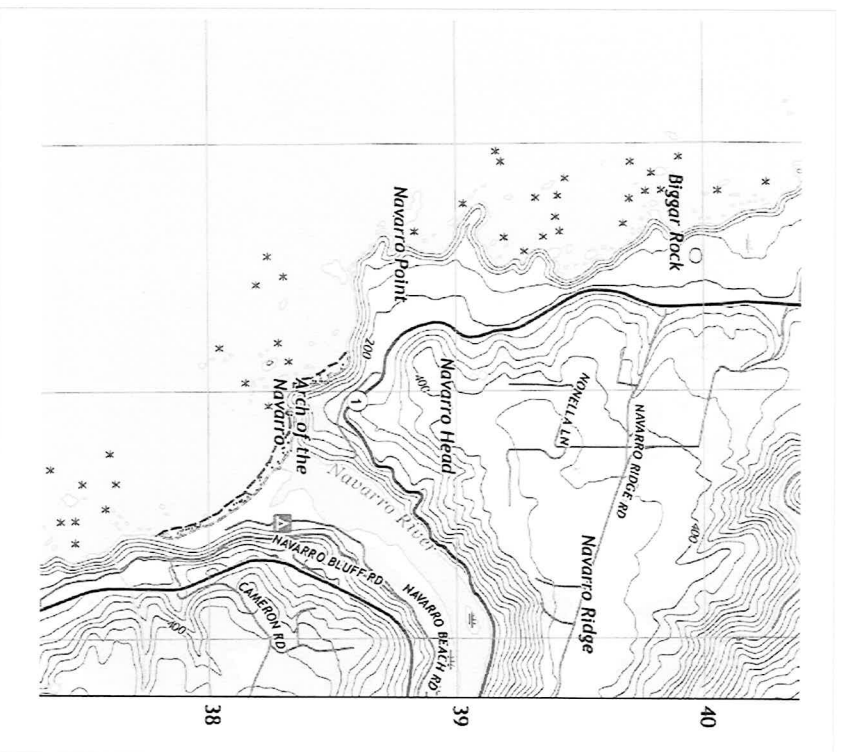 Biggar Rock
Navarro Point
200
400
Navarro Head
1
NONELLA LN
NAVARRO RIDGE RD
400
Arch of the
Navarro
Navarro River
Navarro Ridge
NAVARRO BLUFF RD
NAVARRO BEACH RD
CAMERON RD
400
38
39
40